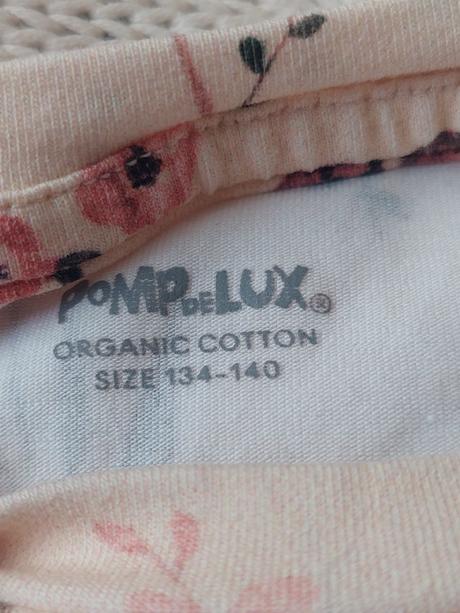 POMPDELUX®
ORGANIC COTTON
SIZE 134-140